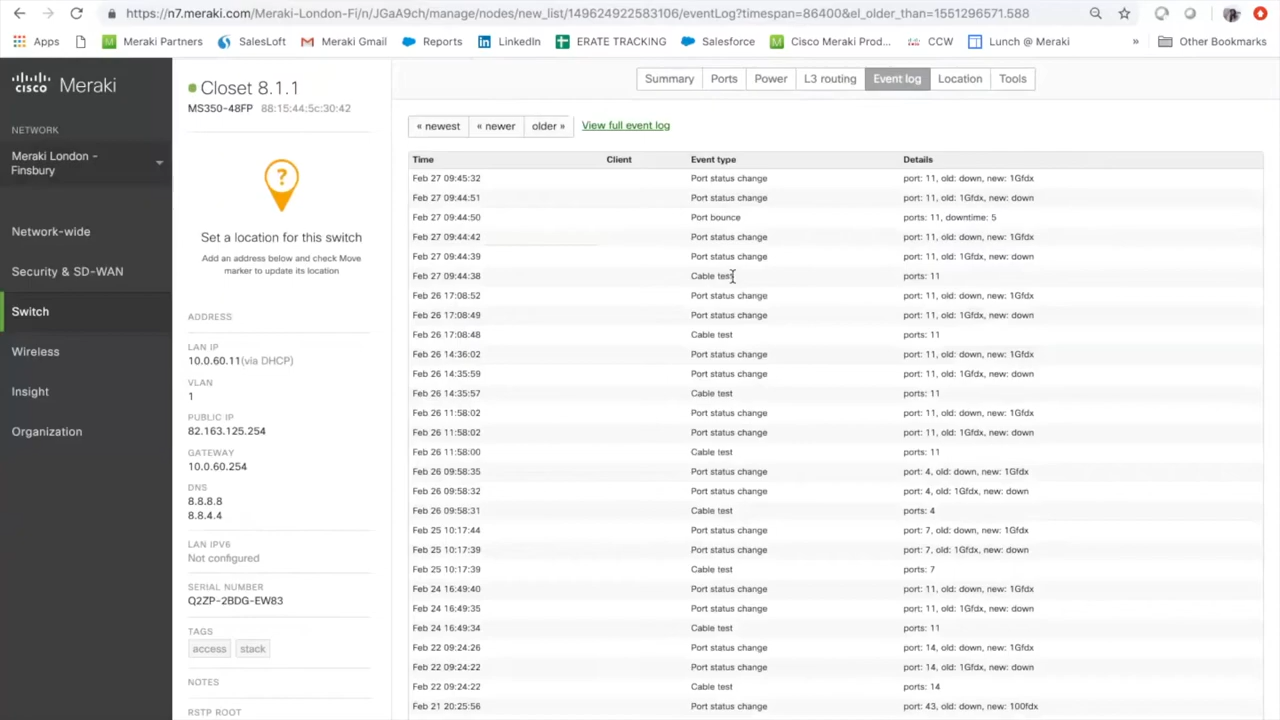 https://n7.meraki.com/Meraki-London-Fi/n/JGaA9ch/manage/nodes/new_list/149624922583106/eventLog?timespan=86400&el_older_than=1551296571.588
Apps Meraki Partners SalesLoft Meraki Gmail Reports LinkedIn ERATE TRACKING Salesforce Cisco Meraki Prod... CCW Lunch @ Meraki » Other Bookmarks
cisco Meraki
NETWORK
Meraki London -
Finsbury
Network-wide
Security & SD-WAN
Switch
Wireless
Insight
Organization
Closet 8.1.1
MS350-48FP 88:15:44:5c:30:42
?
Set a location for this switch
Add an address below and check Move
marker to update its location
ADDRESS
LAN IP
10.0.60.11(via DHCP)
VLAN
1
PUBLIC IP
82.163.125.254
GATEWAY
10.0.60.254
DNS
8.8.8.8
8.8.4.4
LAN IPV6
Not configured
SERIAL NUMBER
Q2ZP-2BDG-EW83
TAGS
access stack
NOTES
RSTP ROOT
Summary Ports Power L3 routing Event log Location Tools
« newest « newer older » View full event log
Time Client Event type Details
Feb 27 09:45:32 Port status change port: 11, old: down, new: 1Gfdx
Feb 27 09:44:51 Port status change port: 11, old: 1Gfdx, new: down
Feb 27 09:44:50 Port bounce ports: 11, downtime: 5
Feb 27 09:44:42 Port status change port: 11, old: down, new: 1Gfdx
Feb 27 09:44:39 Port status change port: 11, old: 1Gfdx, new: down
Feb 27 09:44:38 Cable test ports: 11
Feb 26 17:08:52 Port status change port: 11, old: down, new: 1Gfdx
Feb 26 17:08:49 Port status change port: 11, old: 1Gfdx, new: down
Feb 26 17:08:48 Cable test ports: 11
Feb 26 14:36:02 Port status change port: 11, old: down, new: 1Gfdx
Feb 26 14:35:59 Port status change port: 11, old: 1Gfdx, new: down
Feb 26 14:35:57 Cable test ports: 11
Feb 26 11:58:02 Port status change port: 11, old: down, new: 1Gfdx
Feb 26 11:58:02 Port status change port: 11, old: 1Gfdx, new: down
Feb 26 11:58:00 Cable test ports: 11
Feb 26 09:58:35 Port status change port: 4, old: down, new: 1Gfdx
Feb 26 09:58:32 Port status change port: 4, old: 1Gfdx, new: down
Feb 26 09:58:31 Cable test ports: 4
Feb 25 10:17:44 Port status change port: 7, old: down, new: 1Gfdx
Feb 25 10:17:39 Port status change port: 7, old: 1Gfdx, new: down
Feb 25 10:17:39 Cable test ports: 7
Feb 24 16:49:40 Port status change port: 11, old: down, new: 1Gfdx
Feb 24 16:49:35 Port status change port: 11, old: 1Gfdx, new: down
Feb 24 16:49:34 Cable test ports: 11
Feb 22 09:24:26 Port status change port: 14, old: down, new: 1Gfdx
Feb 22 09:24:22 Port status change port: 14, old: 1Gfdx, new: down
Feb 22 09:24:22 Cable test ports: 14
Feb 21 20:25:56 Port status change port: 43, old: down, new: 100fdx